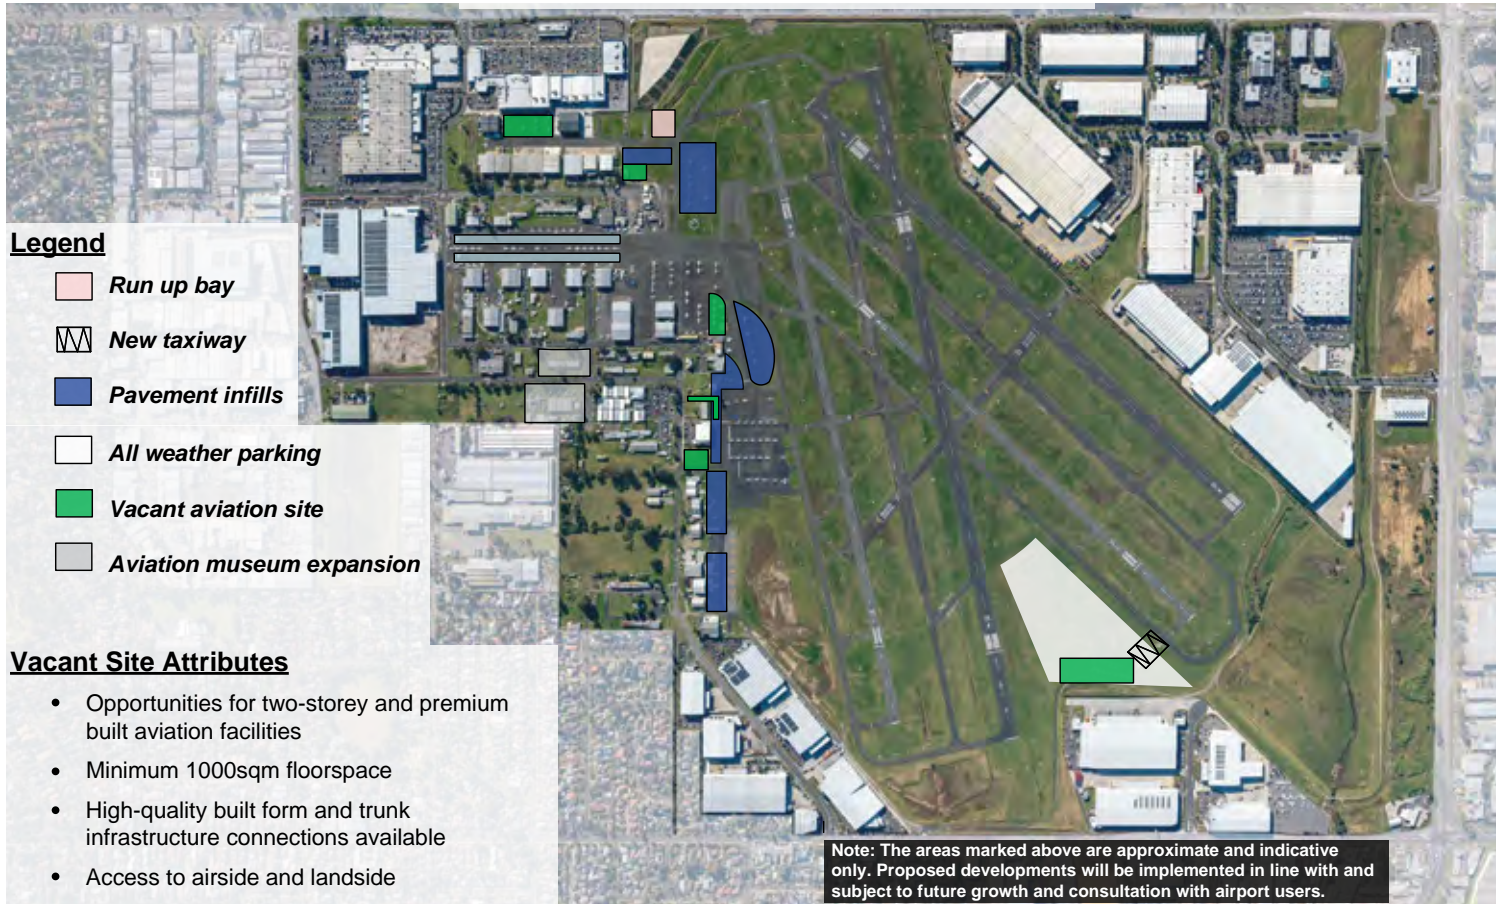 Legend
Run up bay
New taxiway
Pavement infills
All weather parking
Vacant aviation site
Aviation museum expansion
Vacant Site Attributes
• Opportunities for two-storey and premium
built aviation facilities
• Minimum 1000sqm floorspace
• High-quality built form and trunk
infrastructure connections available
• Access to airside and landside
Note: The areas marked above are approximate and indicative
only. Proposed developments will be implemented in line with and
subject to future growth and consultation with airport users.